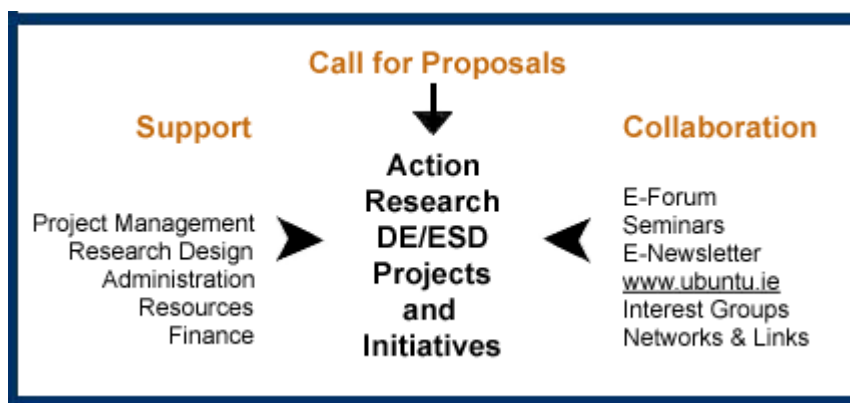 Call for Proposals
Support
Project Management
Research Design
Administration
Resources
Finance
Action
Research
DE/ESD
Projects
and
Initiatives
Collaboration
E-Forum
Seminars
E-Newsletter
www.ubuntu.ie
Interest Groups
Networks & Links